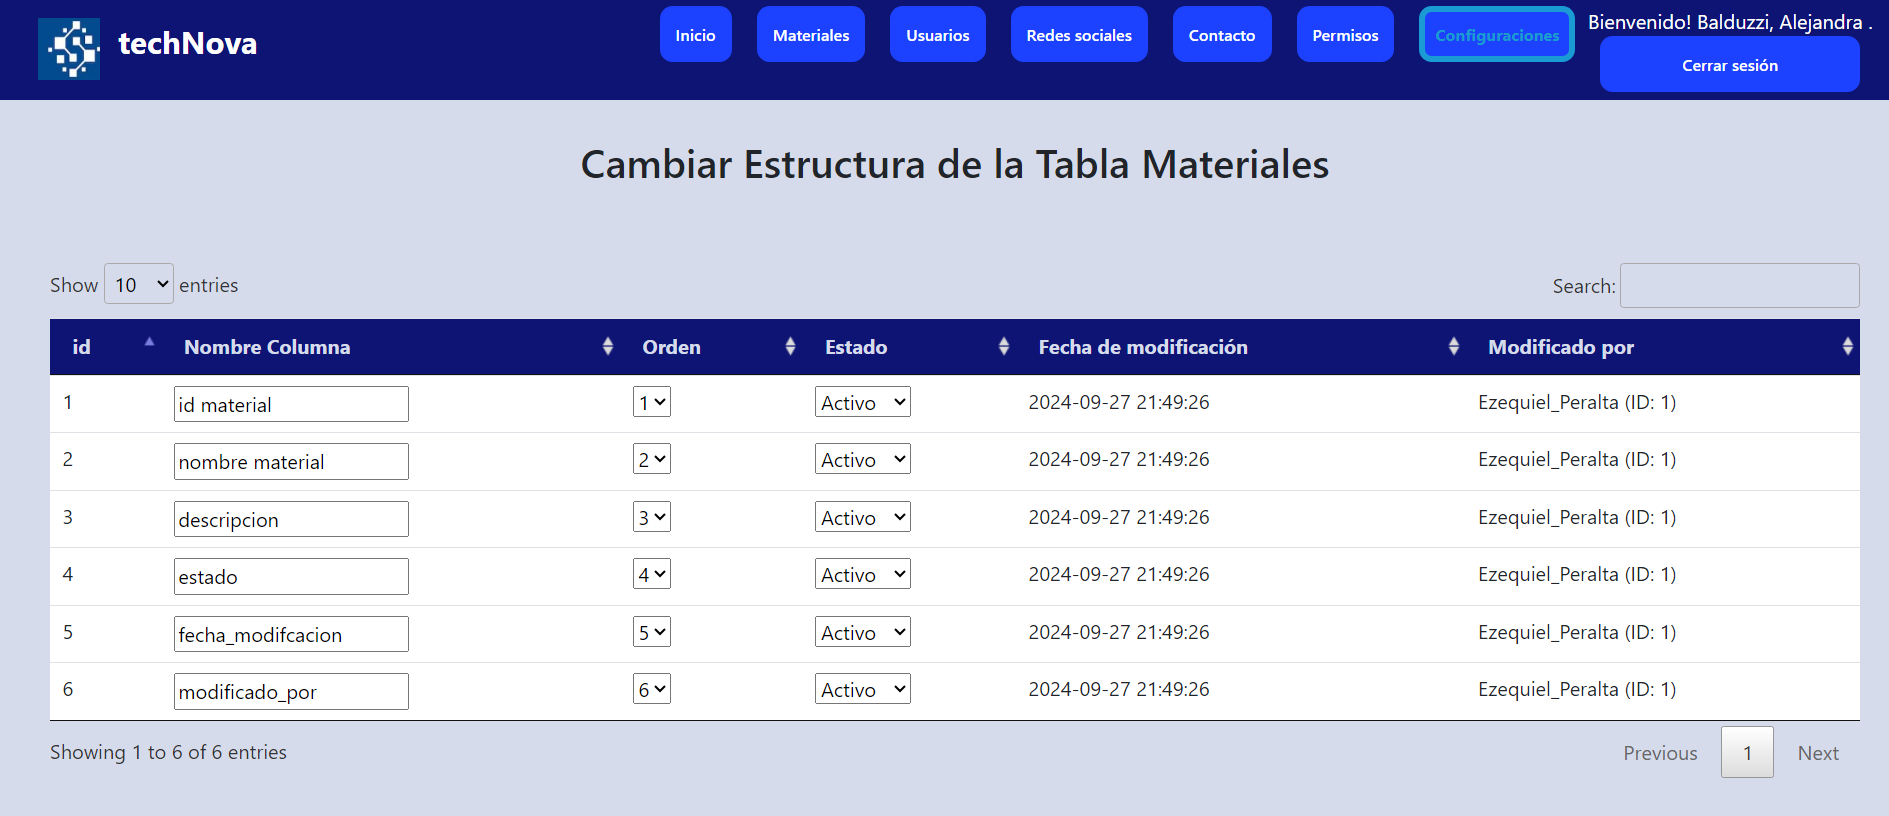 techNova
Inicio
Materiales
Usuarios
Redes sociales
Contacto
Permisos
Configuraciones
Bienvenido! Balduzzi, Alejandra .
Cerrar sesión
Cambiar Estructura de la Tabla Materiales
Show 10 entries
Search:
id Nombre Columna Orden Estado Fecha de modificación Modificado por
1 id material 1 Activo 2024-09-27 21:49:26 Ezequiel_Peralta (ID: 1)
2 nombre material 2 Activo 2024-09-27 21:49:26 Ezequiel_Peralta (ID: 1)
3 descripcion 3 Activo 2024-09-27 21:49:26 Ezequiel_Peralta (ID: 1)
4 estado 4 Activo 2024-09-27 21:49:26 Ezequiel_Peralta (ID: 1)
5 fecha_modifcacion 5 Activo 2024-09-27 21:49:26 Ezequiel_Peralta (ID: 1)
6 modificado_por 6 Activo 2024-09-27 21:49:26 Ezequiel_Peralta (ID: 1)
Showing 1 to 6 of 6 entries
Previous 1 Next